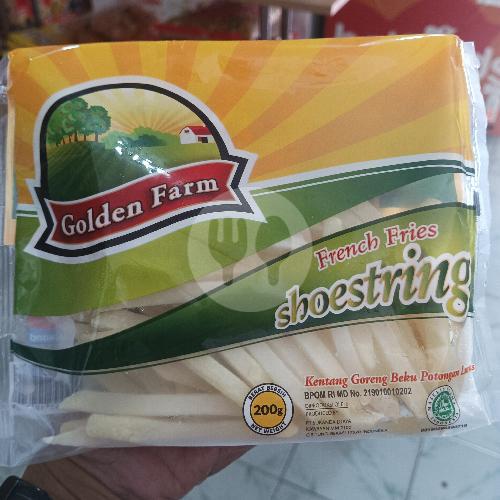 Golden Farm
French Fries
shoestring
Kentang Goreng Beku Potongan Lurus
BPOM RI MD No. 219010010202
BERAT BERSIH
200g
NET WEIGHT